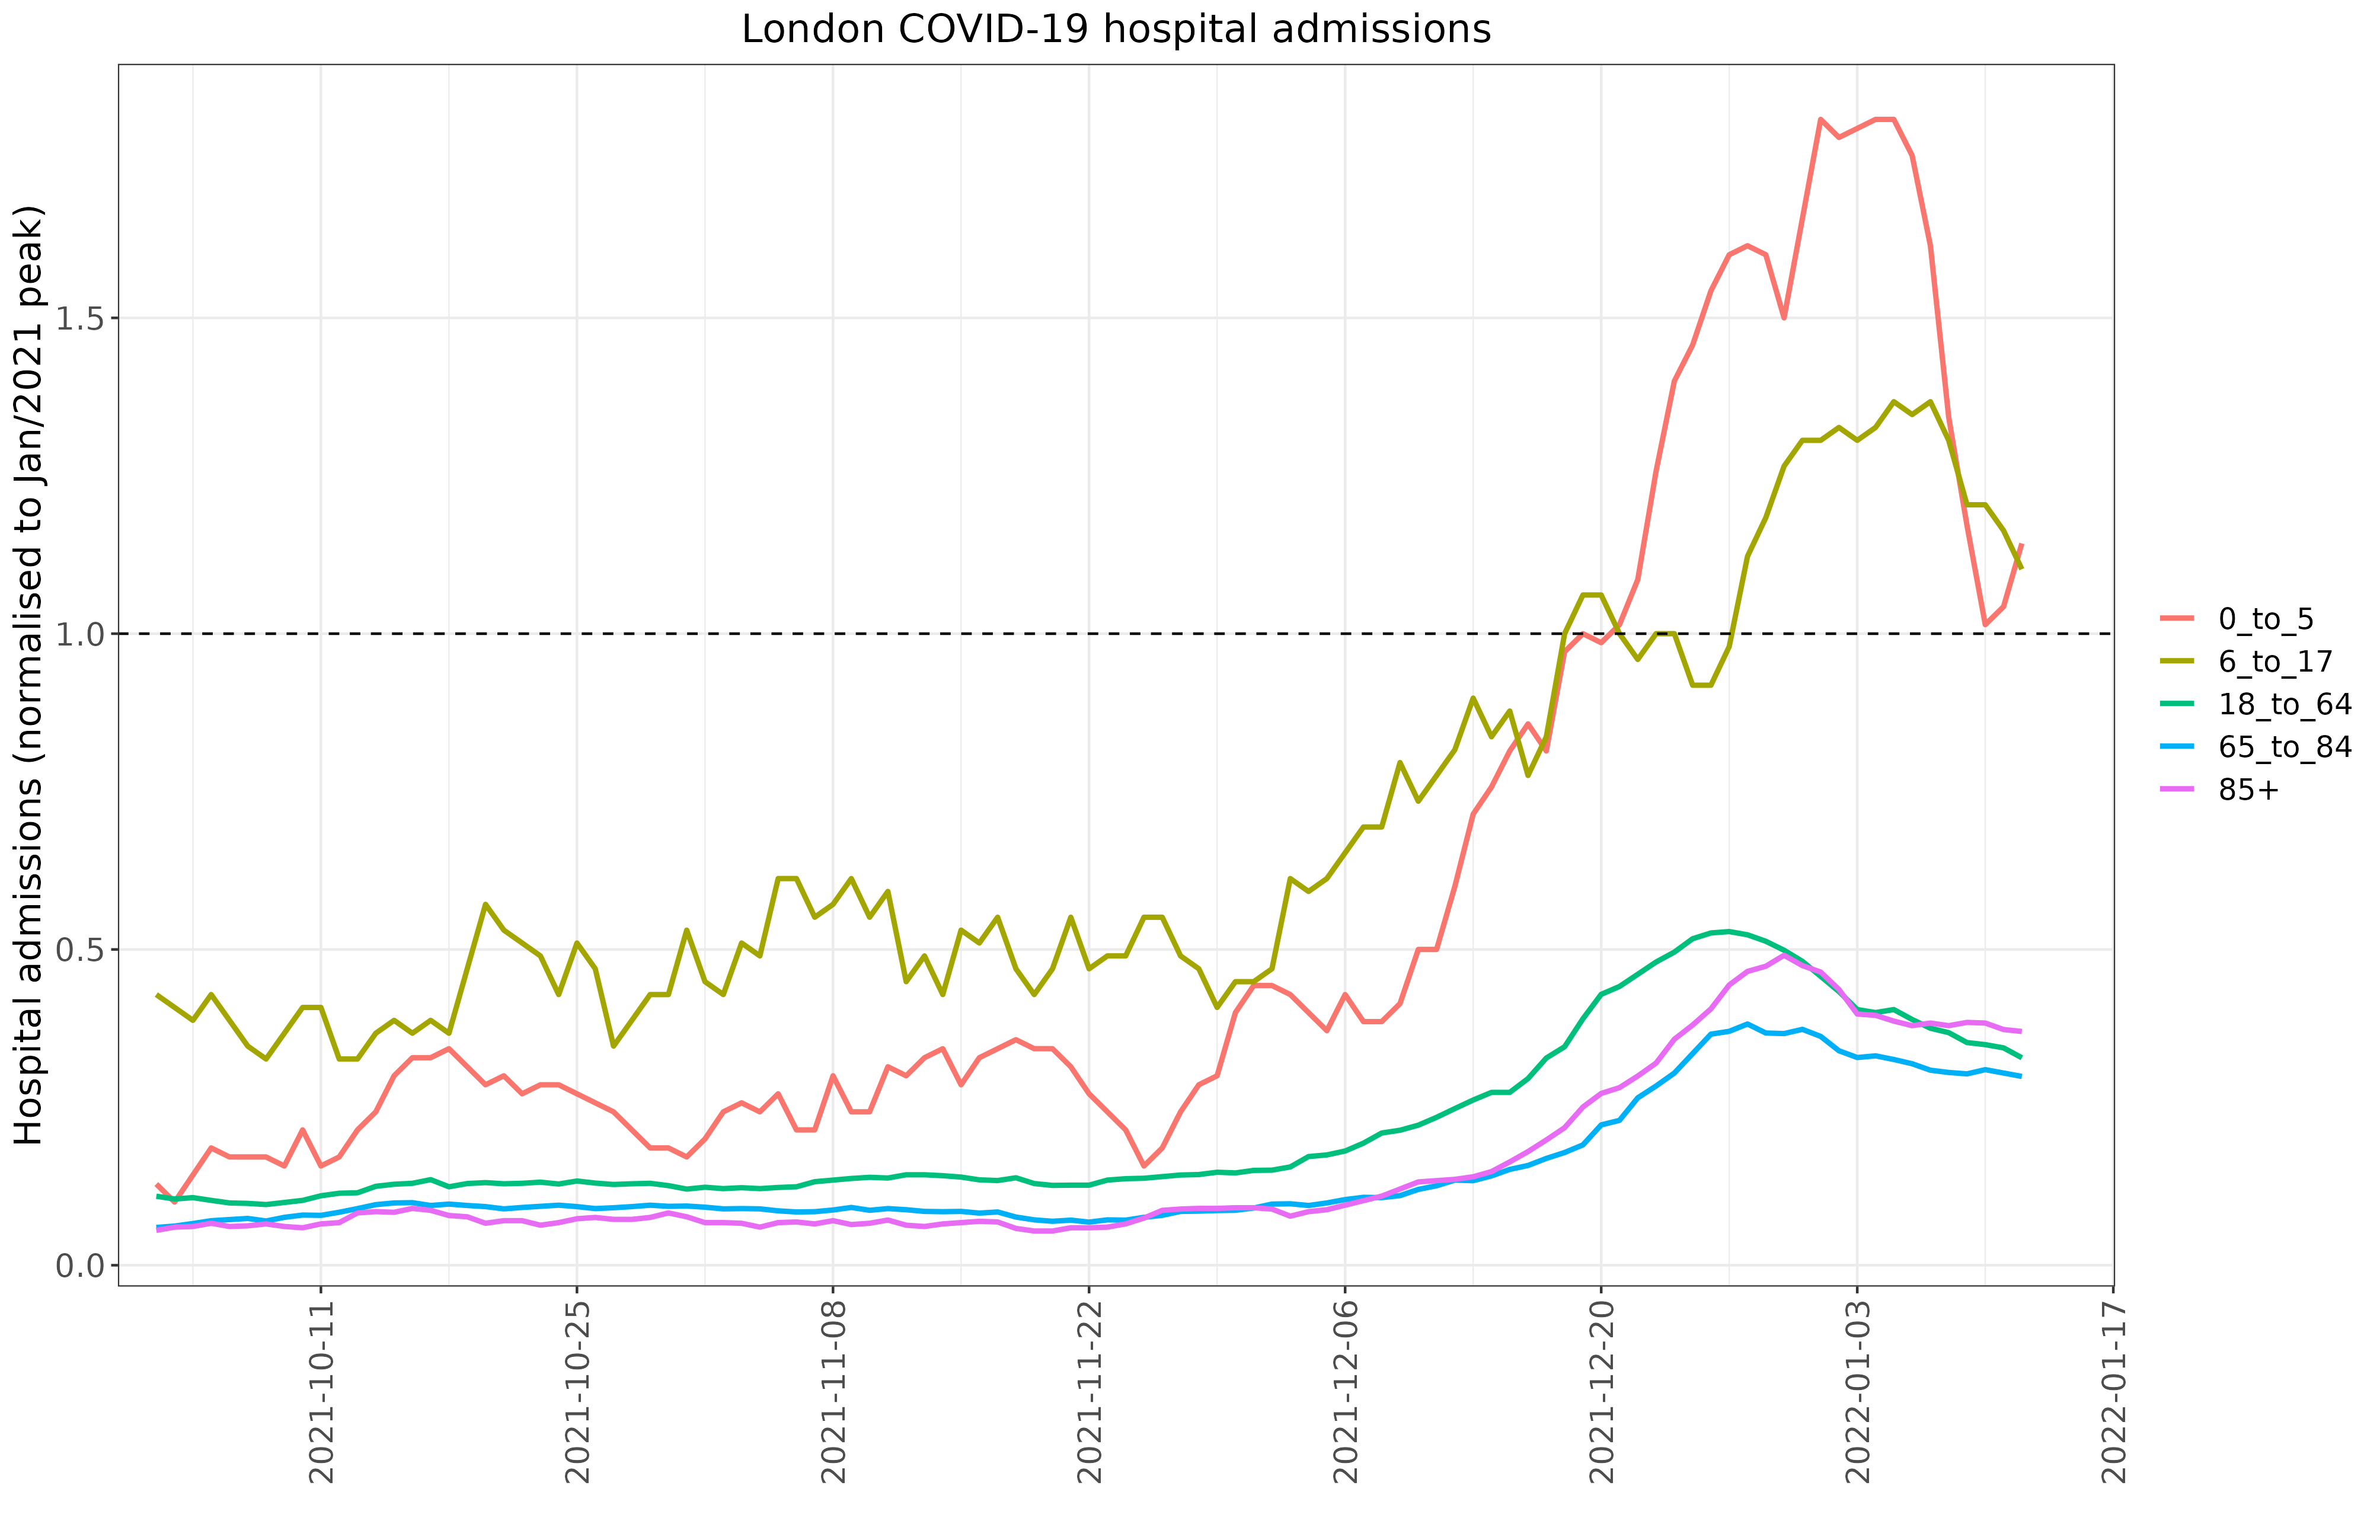 London COVID-19 hospital admissions
Hospital admissions (normalised to Jan/2021 peak)
1.5
1.0
0.5
0.0
2021-10-11
2021-10-25
2021-11-08
2021-11-22
2021-12-06
2021-12-20
2022-01-03
2022-01-17
0_to_5
6_to_17
18_to_64
65_to_84
85+